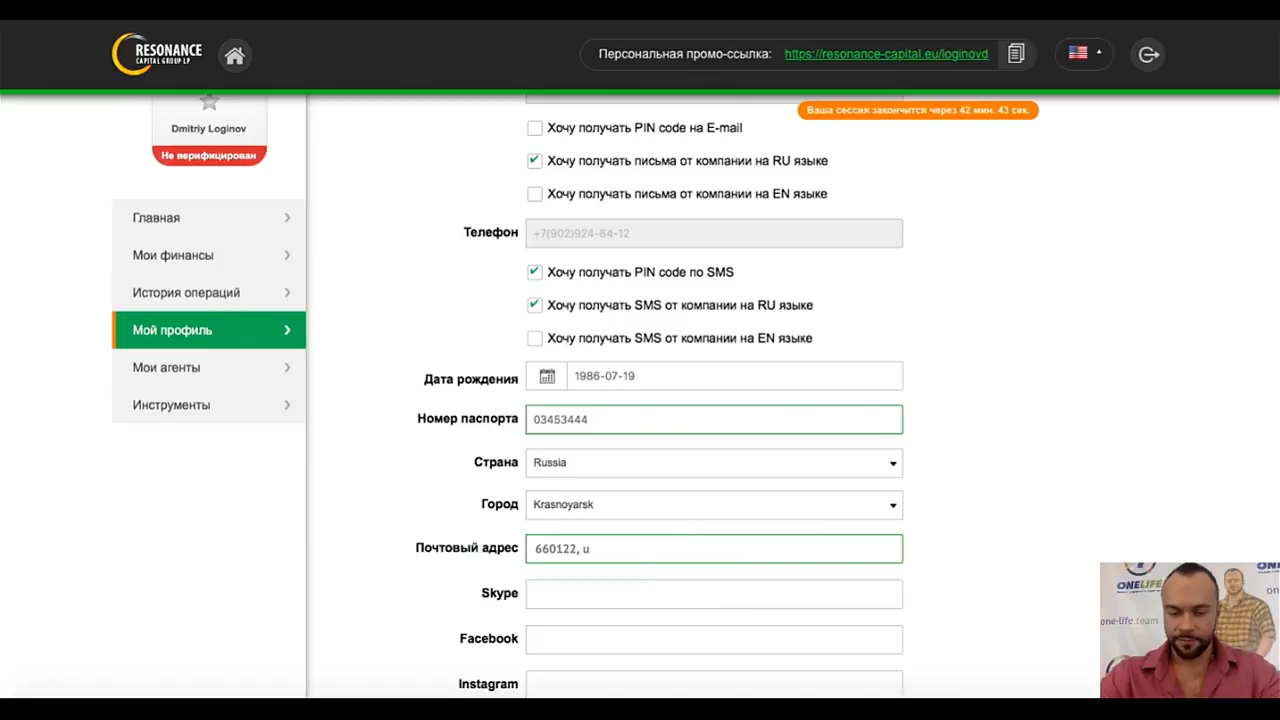 RESONANCE
CAPITAL GROUP LP
Персональная промо-ссылка: https://resonance-capital.eu/loginovd
Ваша сессия закончится через 42 мин. 43 сек.
Dmitriy Loginov
Не верифицирован
Главная
Мои финансы
История операций
Мой профиль
Мои агенты
Инструменты
Хочу получать PIN code на E-mail
Хочу получать письма от компании на RU языке
Хочу получать письма от компании на EN языке
Телефон +7(902)924-84-12
Хочу получать PIN code по SMS
Хочу получать SMS от компании на RU языке
Хочу получать SMS от компании на EN языке
Дата рождения 1986-07-19
Номер паспорта 03453444
Страна Russia
Город Krasnoyarsk
Почтовый адрес 660122, u
Skype
Facebook
Instagram
ONELIFE
one-life.team